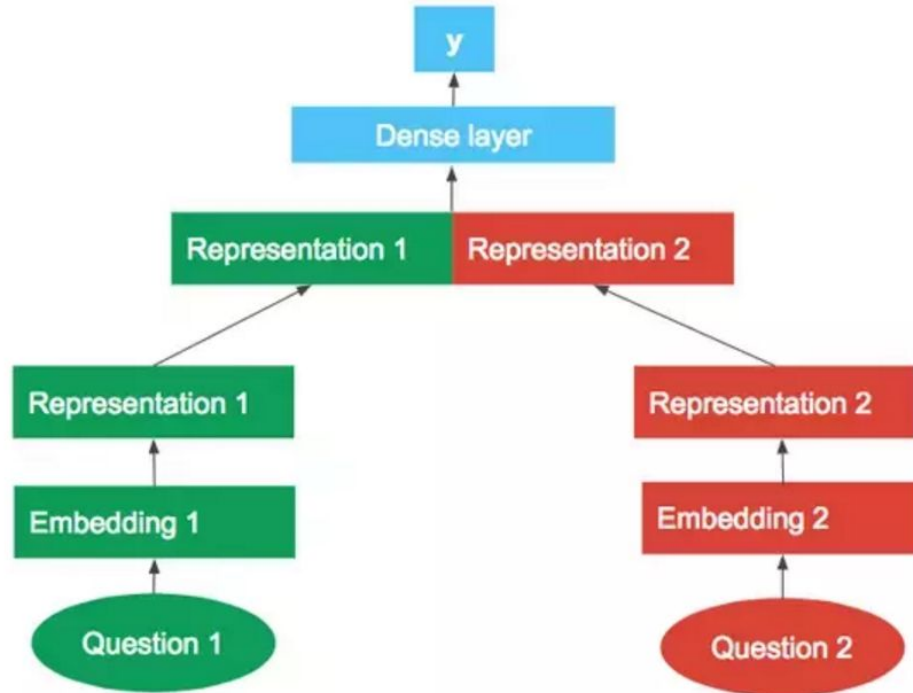 y
Dense layer
Representation 1 Representation 2
Representation 1 Representation 2
Embedding 1 Embedding 2
Question 1 Question 2